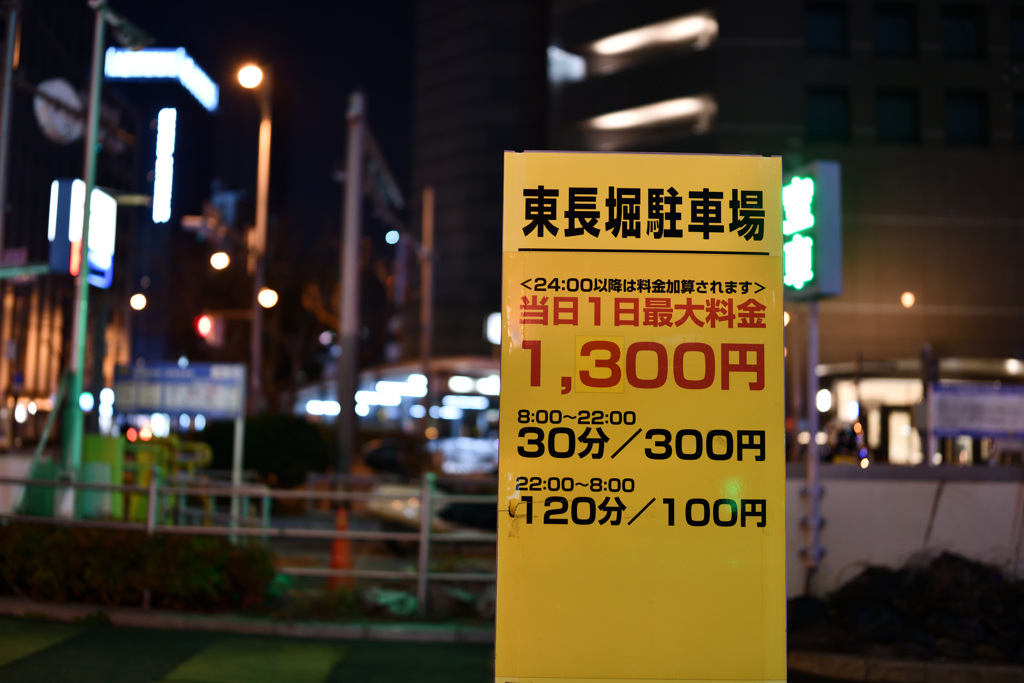 東長堀駐車場
<24:00以降は料金加算されます>
当日1日最大料金
1,300円
8:00~22:00
30分/300円
22:00~8:00
120分/100円